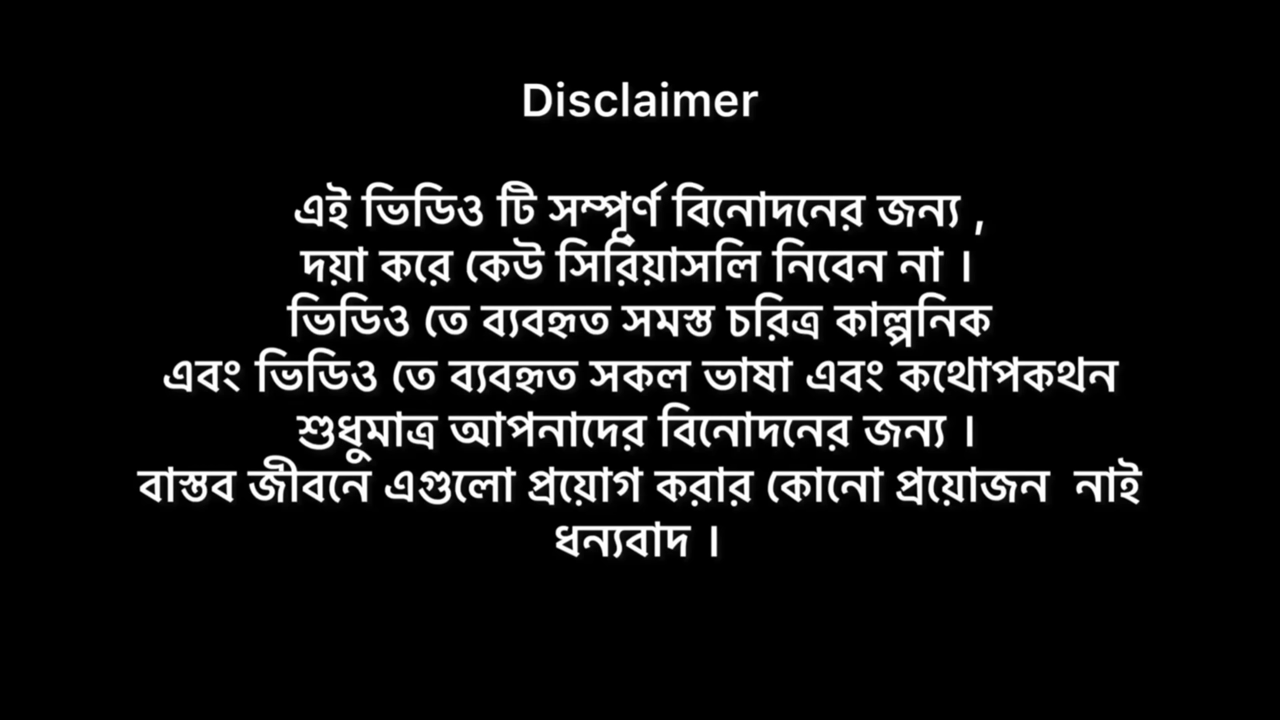 Disclaimer
এই ভিডিও টি সম্পূর্ণ বিনোদনের জন্য ,
দয়া করে কেউ সিরিয়াসলি নিবেন না ।
ভিডিও তে ব্যবহৃত সমস্ত চরিত্র কাল্পনিক
এবং ভিডিও তে ব্যবহৃত সকল ভাষা এবং কথোপকথন
শুধুমাত্র আপনাদের বিনোদনের জন্য ।
বাস্তব জীবনে এগুলো প্রয়োগ করার কোনো প্রয়োজন নাই
ধন্যবাদ ।